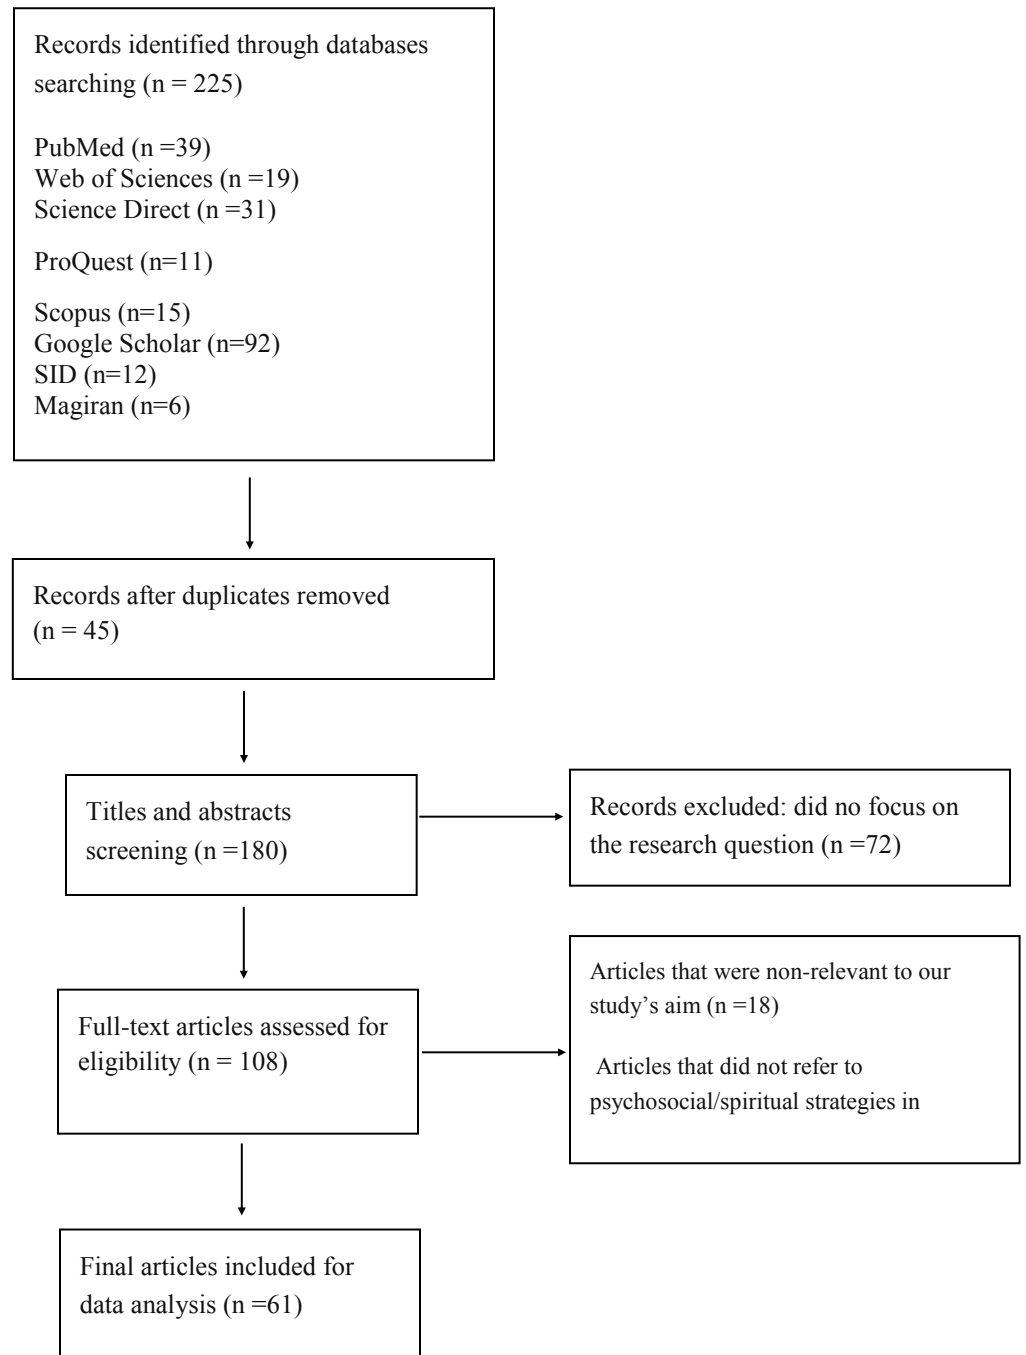 Records identified through databases
searching (n = 225)
PubMed (n =39)
Web of Sciences (n =19)
Science Direct (n =31)
ProQuest (n=11)
Scopus (n=15)
Google Scholar (n=92)
SID (n=12)
Magiran (n=6)
Records after duplicates removed
(n = 45)
Titles and abstracts
screening (n =180)
Records excluded: did no focus on
the research question (n =72)
Full-text articles assessed for
eligibility (n = 108)
Articles that were non-relevant to our
study’s aim (n =18)
Articles that did not refer to
psychosocial/spiritual strategies in
Final articles included for
data analysis (n =61)